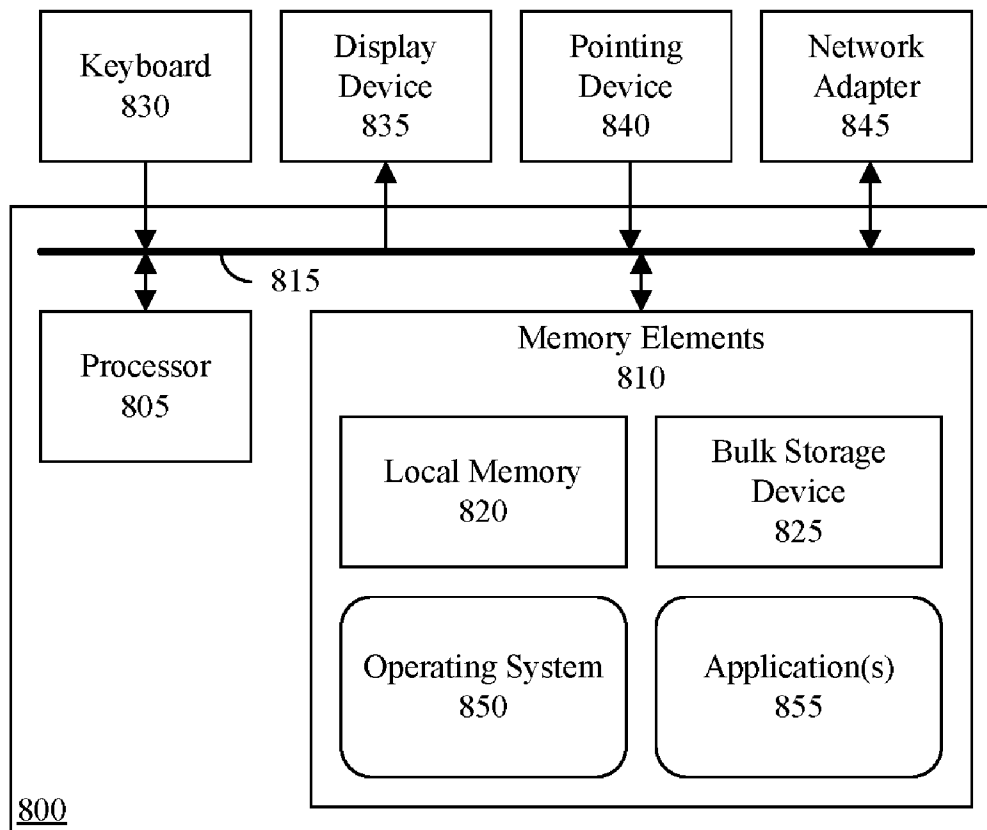 Keyboard
830
Display
Device
835
Pointing
Device
840
Network
Adapter
845
815
Processor
805
Memory Elements
810
Local Memory
820
Bulk Storage
Device
825
Operating System
850
Application(s)
855
800